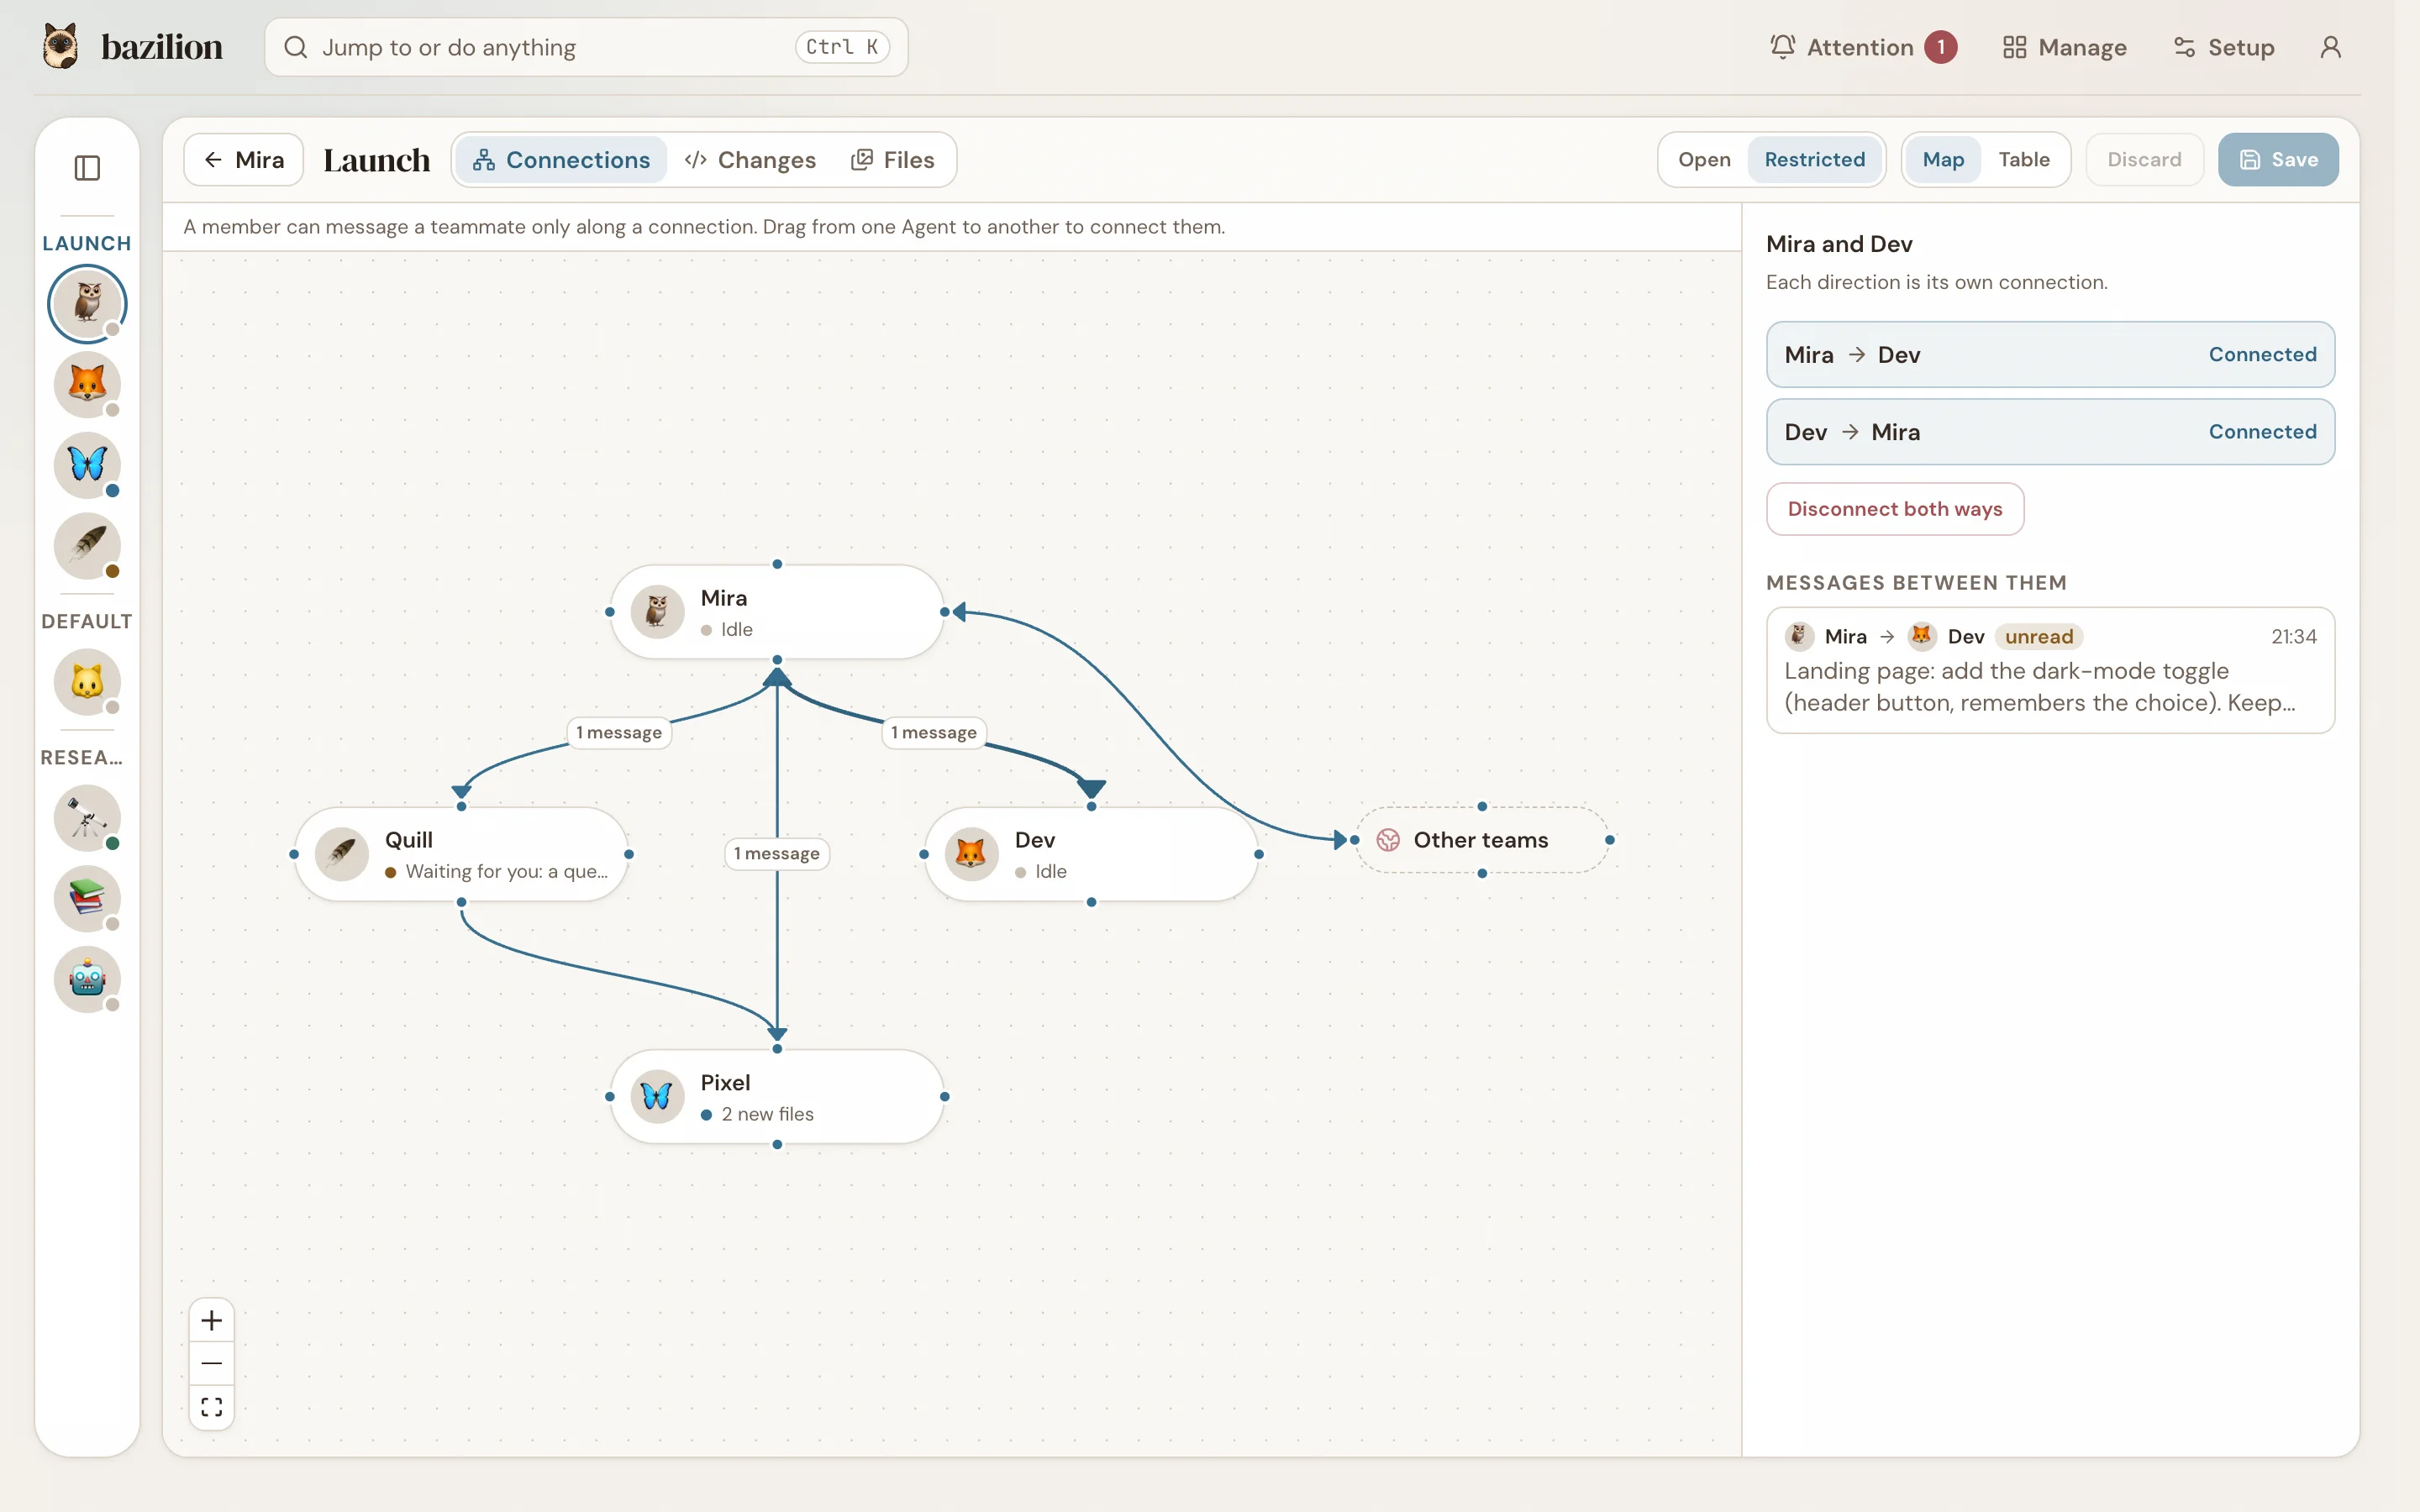 bazilion
Jump to or do anything
Ctrl K
Attention 1
Manage
Setup
Mira
Launch
Connections
Changes
Files
Open
Restricted
Map
Table
Discard
Save
A member can message a teammate only along a connection. Drag from one Agent to another to connect them.
LAUNCH
DEFAULT
RESEA...
Mira
Idle
1 message
1 message
1 message
Quill
Waiting for you: a que...
Dev
Idle
Other teams
Pixel
2 new files
Mira and Dev
Each direction is its own connection.
Mira → Dev
Connected
Dev → Mira
Connected
Disconnect both ways
MESSAGES BETWEEN THEM
Mira → Dev unread 21:34
Landing page: add the dark-mode toggle
(header button, remembers the choice). Keep...